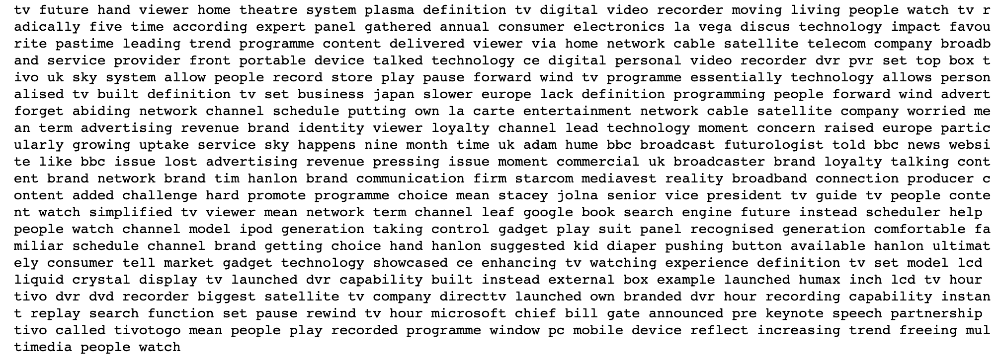 tv future hand viewer home theatre system plasma definition tv digital video recorder moving living people watch tv r
adically five time according expert panel gathered annual consumer electronics la vega discus technology impact favou
rite pastime leading trend programme content delivered viewer via home network cable satellite telecom company broadb
and service provider front portable device talked technology ce digital personal video recorder dvr pvr set top box t
ivo uk sky system allow people record store play pause forward wind tv programme essentially technology allows person
alised tv built definition tv set business japan slower europe lack definition programming people forward wind advert
forget abiding network channel schedule putting own la carte entertainment network cable satellite company worried me
an term advertising revenue brand identity viewer loyalty channel lead technology moment concern raised europe partic
ularly growing uptake service sky happens nine month time uk adam hume bbc broadcast futurologist told bbc news websi
te like bbc issue lost advertising revenue pressing issue moment commercial uk broadcaster brand loyalty talking cont
ent brand network brand tim hanlon brand communication firm starcom mediavest reality broadband connection producer c
ontent added challenge hard promote programme choice mean stacey jolna senior vice president tv guide tv people conte
nt watch simplified tv viewer mean network term channel leaf google book search engine future instead scheduler help
people watch channel model ipod generation taking control gadget play suit panel recognised generation comfortable fa
miliar schedule channel brand getting choice hand hanlon suggested kid diaper pushing button available hanlon ultimat
ely consumer tell market gadget technology showcased ce enhancing tv watching experience definition tv set model lcd
liquid crystal display tv launched dvr capability built instead external box example launched humax inch lcd tv hour
tivo dvr dvd recorder biggest satellite tv company directtv launched own branded dvr hour recording capability instan
t replay search function set pause rewind tv hour microsoft chief bill gate announced pre keynote speech partnership
tivo called tivotogo mean people play recorded programme window pc mobile device reflect increasing trend freeing mul
timedia people watch